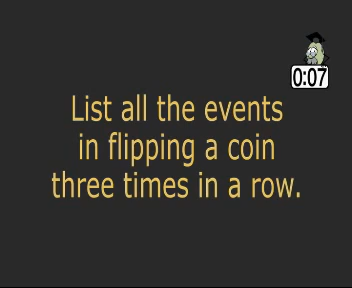 0:07
List all the events
in flipping a coin
three times in a row.